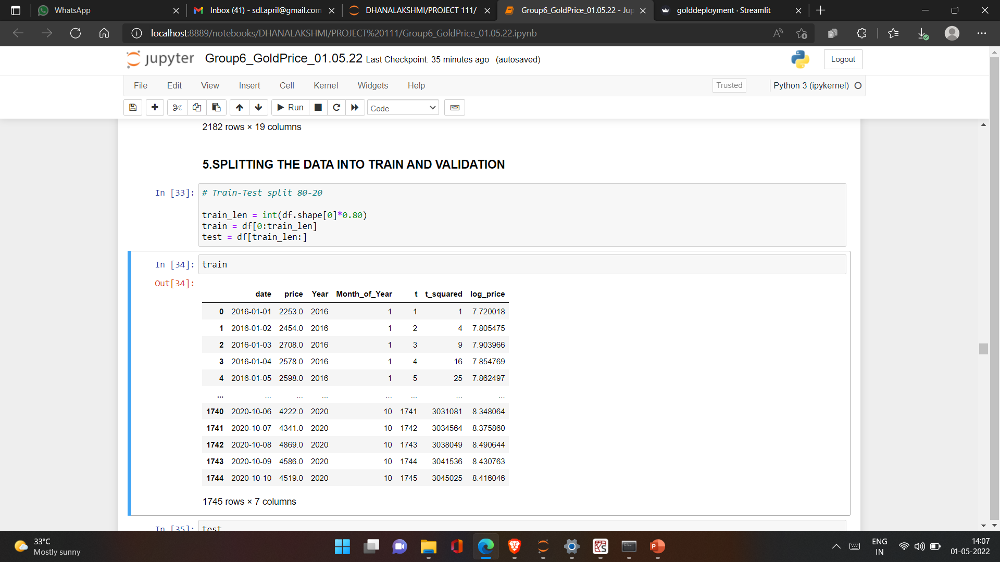 WhatsApp
Inbox (41) - sdl.april@gmail.com
DHANALAKSHMI/PROJECT 111/
Group6_GoldPrice_01.05.22 - Jup
golddeployment · Streamlit
localhost:8889/notebooks/DHANALAKSHMI/PROJECT%20111/Group6_GoldPrice_01.05.22.ipynb
jupyter Group6_GoldPrice_01.05.22 Last Checkpoint: 35 minutes ago (autosaved)
Logout
File Edit View Insert Cell Kernel Widgets Help
Trusted
Python 3 (ipykernel)
Run
Code
2182 rows × 19 columns
5.SPLITTING THE DATA INTO TRAIN AND VALIDATION
In [33]: # Train-Test split 80-20
train_len = int(df.shape[0]*0.80)
train = df[0:train_len]
test = df[train_len:]
In [34]: train
Out[34]:
date price Year Month_of_Year t t_squared log_price
0 2016-01-01 2253.0 2016 1 1 1 7.720018
1 2016-01-02 2454.0 2016 1 2 4 7.805475
2 2016-01-03 2708.0 2016 1 3 9 7.903966
3 2016-01-04 2578.0 2016 1 4 16 7.854769
4 2016-01-05 2598.0 2016 1 5 25 7.862497
... ... ... ... ... ... ... ...
1740 2020-10-06 4222.0 2020 10 1741 3031081 8.348064
1741 2020-10-07 4341.0 2020 10 1742 3034564 8.375860
1742 2020-10-08 4869.0 2020 10 1743 3038049 8.490644
1743 2020-10-09 4586.0 2020 10 1744 3041536 8.430763
1744 2020-10-10 4519.0 2020 10 1745 3045025 8.416046
1745 rows × 7 columns
In [35]: test
33°C
Mostly sunny
ENG
IN
14:07
01-05-2022